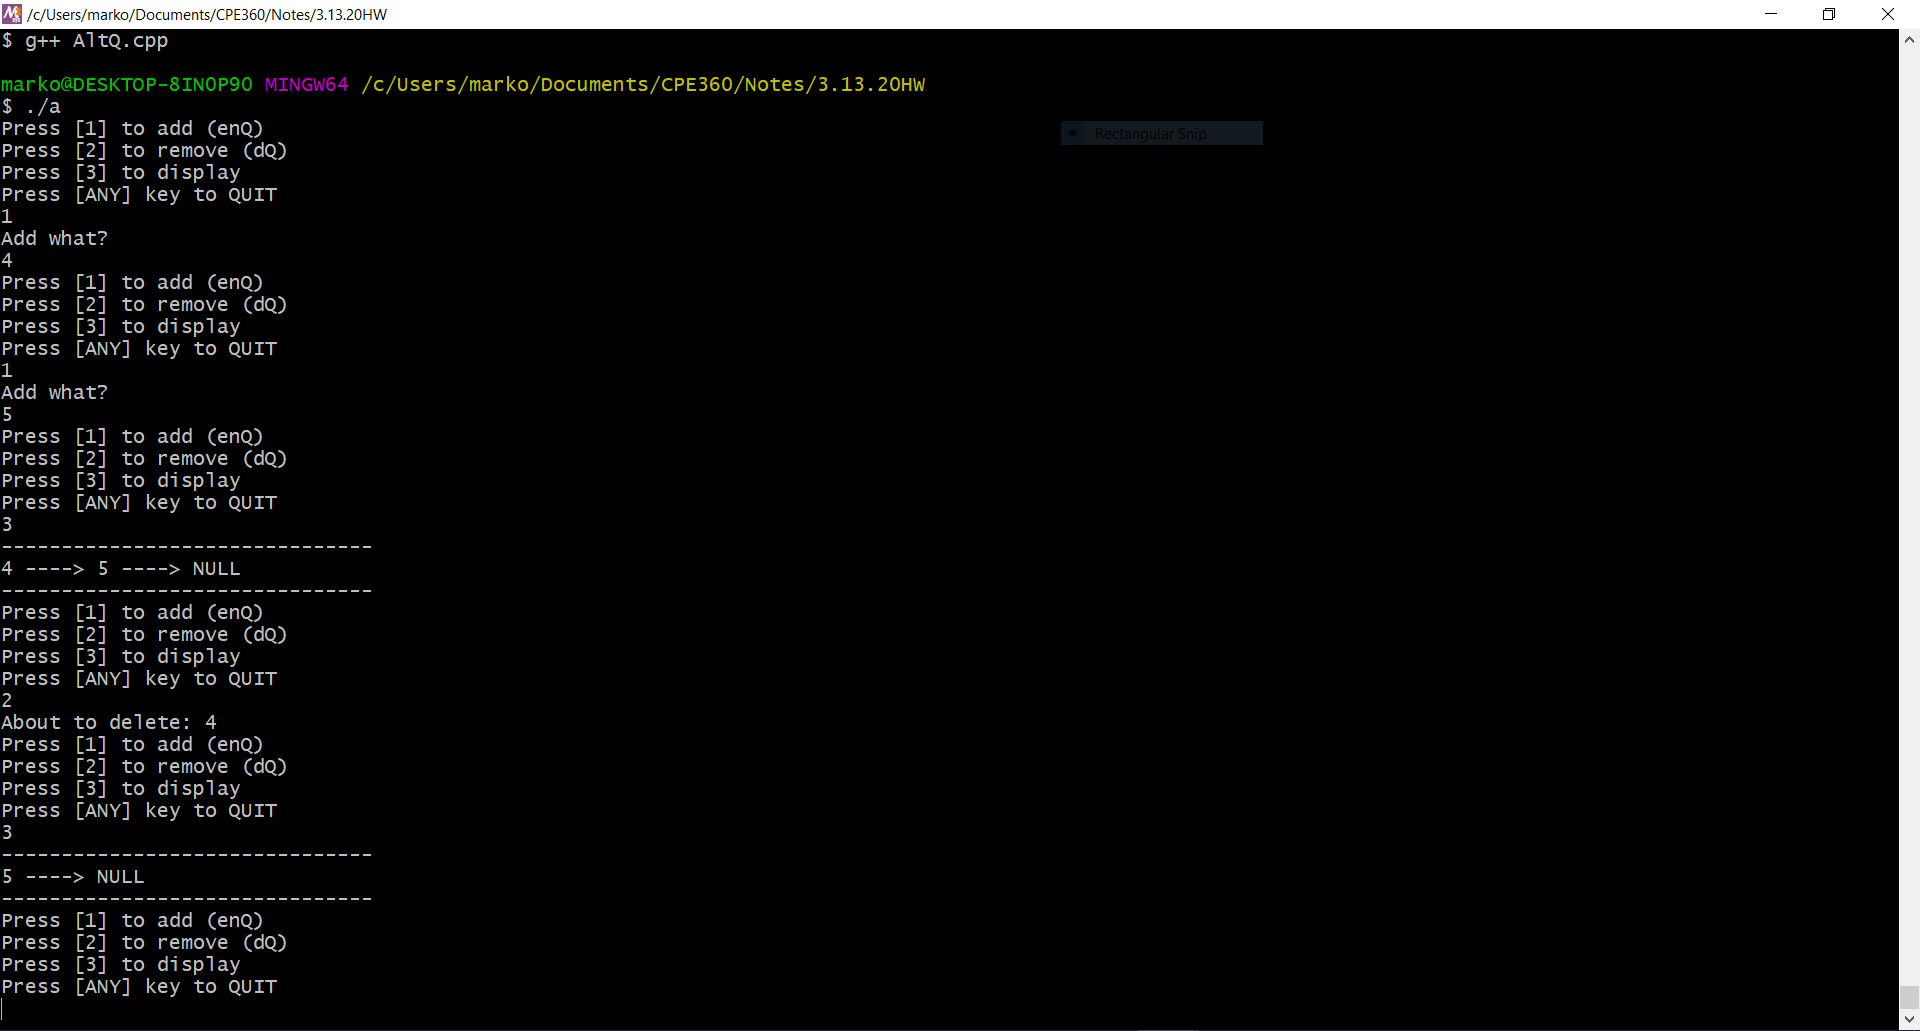 /c/Users/marko/Documents/CPE360/Notes/3.13.20HW
$ g++ AltQ.cpp
marko@DESKTOP-8IN0P9O MINGW64 /c/Users/marko/Documents/CPE360/Notes/3.13.20HW
$ ./a
Press [1] to add (enQ)
Rectangular Snip
Press [2] to remove (dQ)
Press [3] to display
Press [ANY] key to QUIT
1
Add what?
4
Press [1] to add (enQ)
Press [2] to remove (dQ)
Press [3] to display
Press [ANY] key to QUIT
1
Add what?
5
Press [1] to add (enQ)
Press [2] to remove (dQ)
Press [3] to display
Press [ANY] key to QUIT
3
-------------------------------
4 ----> 5 ----> NULL
-------------------------------
Press [1] to add (enQ)
Press [2] to remove (dQ)
Press [3] to display
Press [ANY] key to QUIT
2
About to delete: 4
Press [1] to add (enQ)
Press [2] to remove (dQ)
Press [3] to display
Press [ANY] key to QUIT
3
-------------------------------
5 ----> NULL
-------------------------------
Press [1] to add (enQ)
Press [2] to remove (dQ)
Press [3] to display
Press [ANY] key to QUIT